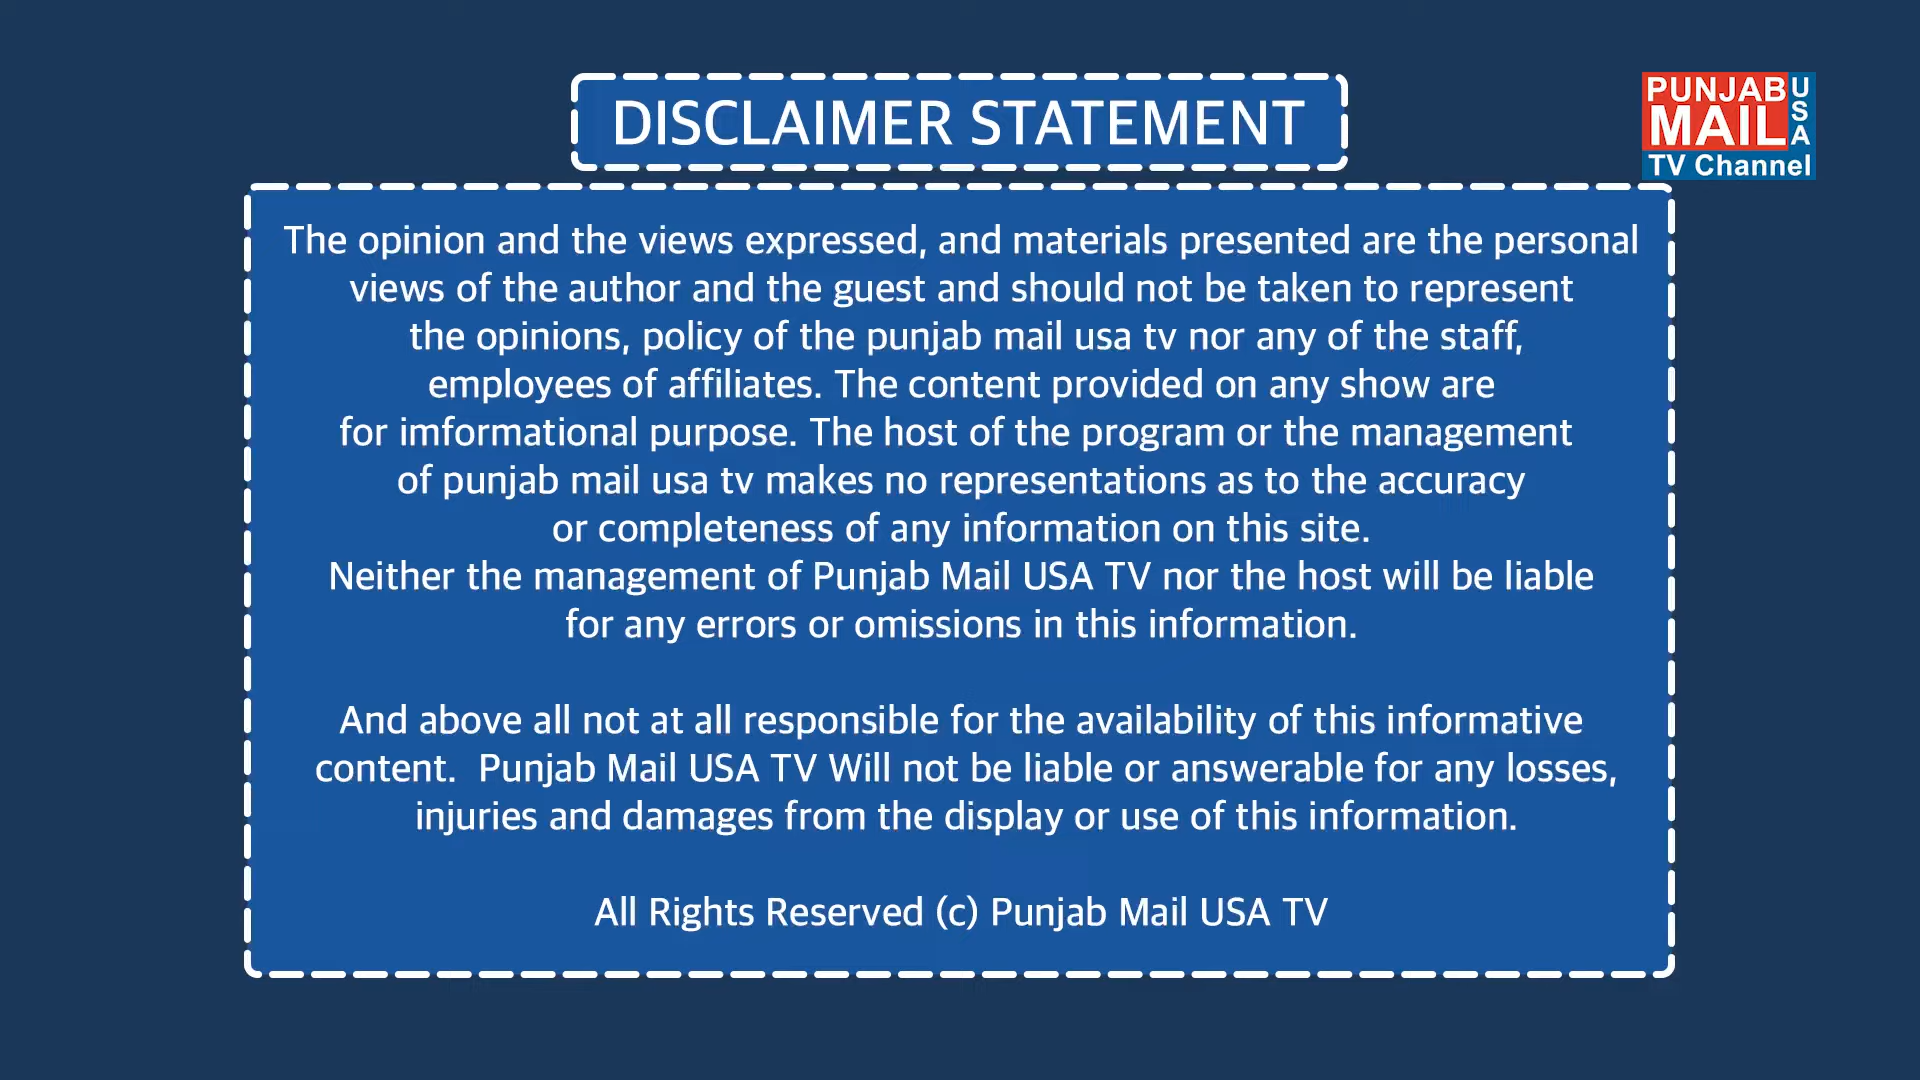 DISCLAIMER STATEMENT
PUNJAB USA
MAIL
TV Channel
The opinion and the views expressed, and materials presented are the personal
views of the author and the guest and should not be taken to represent
the opinions, policy of the punjab mail usa tv nor any of the staff,
employees of affiliates. The content provided on any show are
for imformational purpose. The host of the program or the management
of punjab mail usa tv makes no representations as to the accuracy
or completeness of any information on this site.
Neither the management of Punjab Mail USA TV nor the host will be liable
for any errors or omissions in this information.
And above all not at all responsible for the availability of this informative
content.  Punjab Mail USA TV Will not be liable or answerable for any losses,
injuries and damages from the display or use of this information.
All Rights Reserved (c) Punjab Mail USA TV